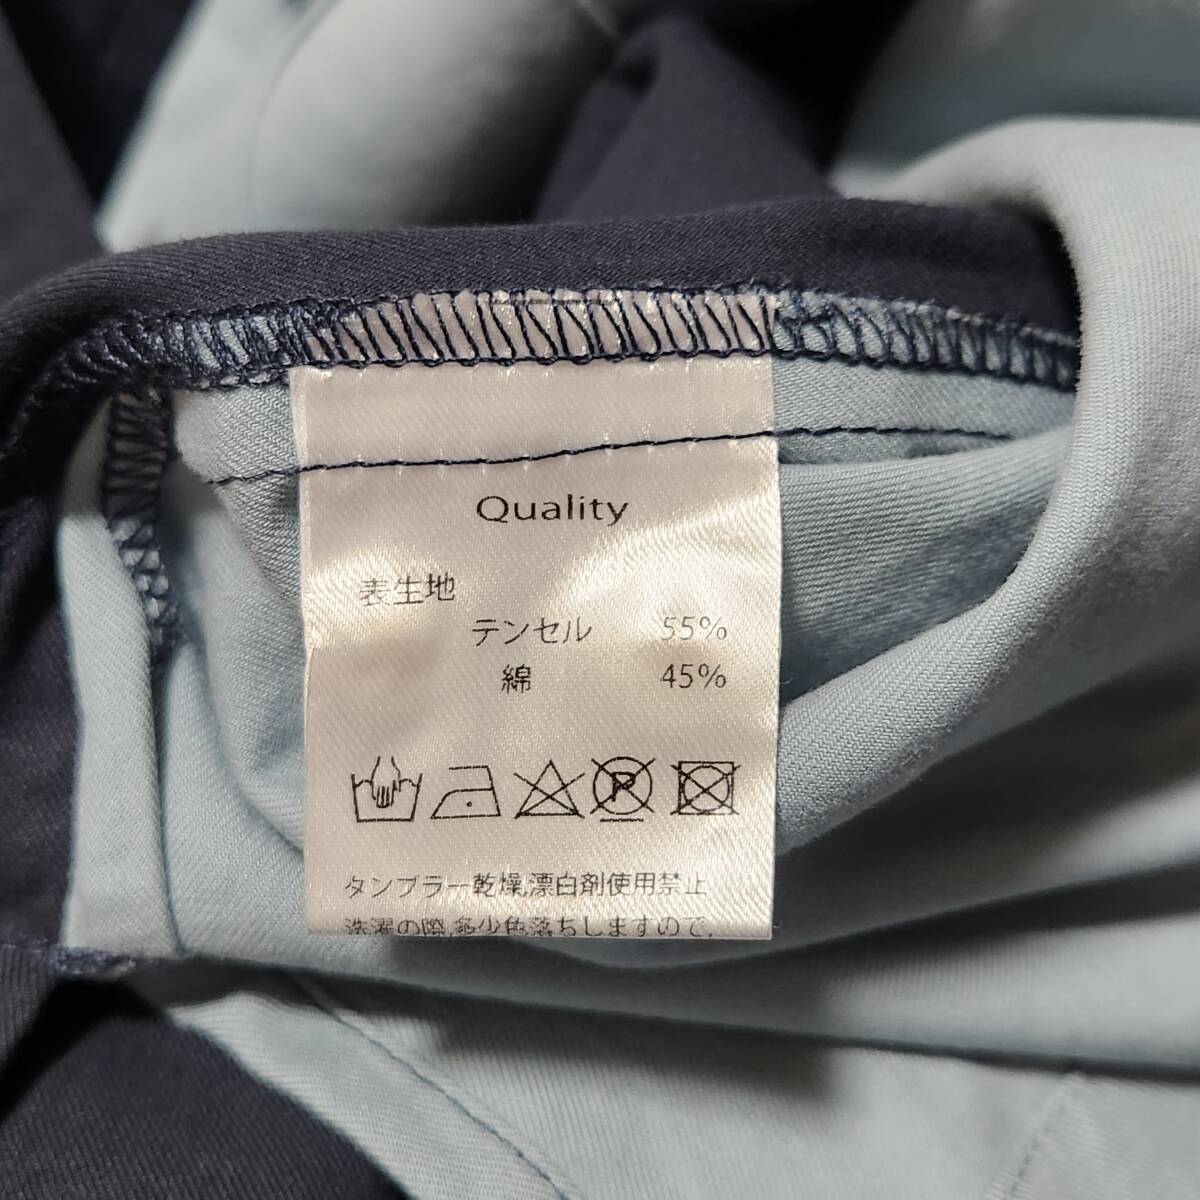 Quality
表生地
テンセル 55%
綿 45%
P
タンブラー乾燥,漂白剤使用禁止
洗濯の際,多少色落ちしますので,